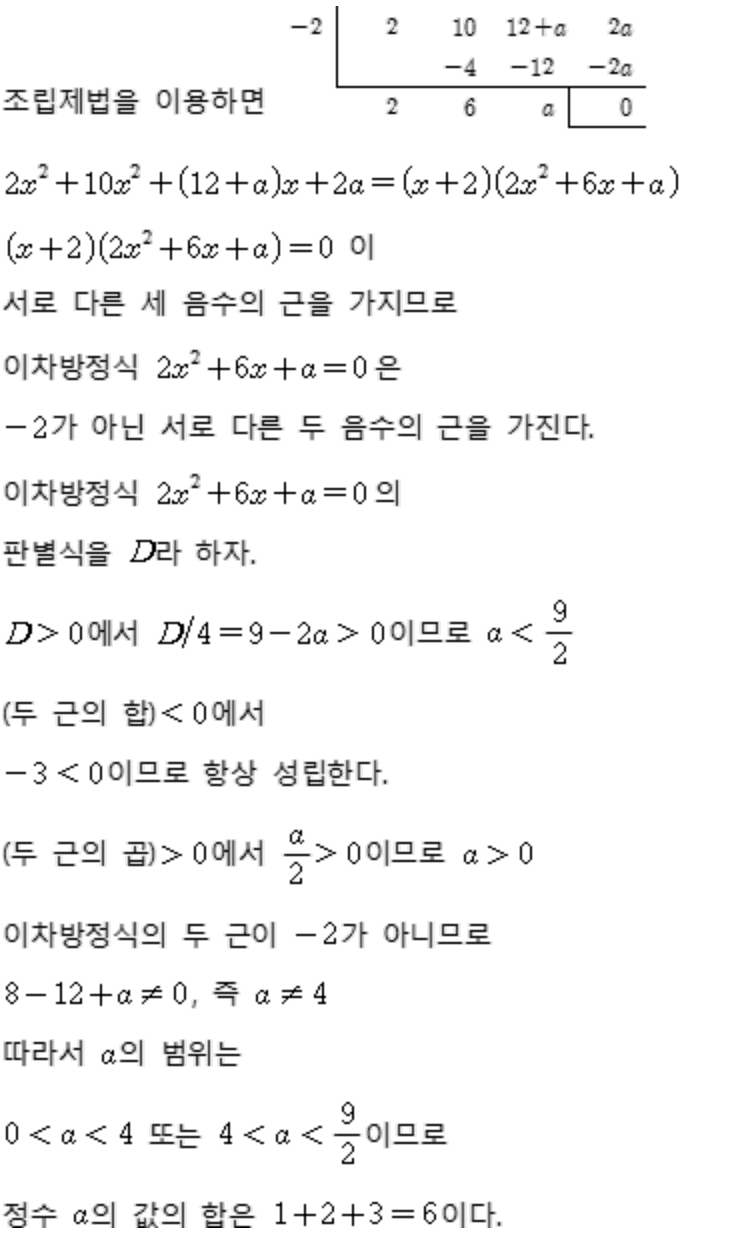 -2 | 2 10 12+a 2a
-4 -12 -2a
조립제법을 이용하면 2 6 a 0
2x²+10x²+(12+a)x+2a=(x+2)(2x²+6x+a)
(x+2)(2x²+6x+a)=0 이
서로 다른 세 음수의 근을 가지므로
이차방정식 2x²+6x+a=0은
-2가 아닌 서로 다른 두 음수의 근을 가진다.
이차방정식 2x²+6x+a=0의
판별식을 D라 하자.
D>0에서 D/4=9-2a>0이므로 a<9/2
(두 근의 합)<0에서
-3<0이므로 항상 성립한다.
(두 근의 곱)>0에서 a/2>0이므로 a>0
이차방정식의 두 근이 -2가 아니므로
8-12+a≠0, 즉 a≠4
따라서 a의 범위는
0<a<4 또는 4<a<9/2이므로
정수 a의 값의 합은 1+2+3=6이다.